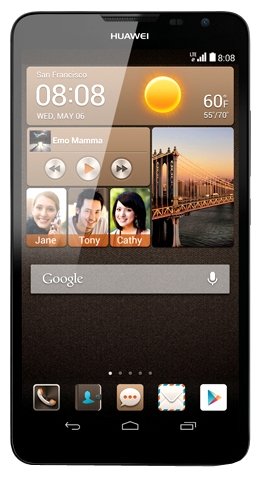 HUAWEI
LTE 8:08
San Francisco
08:08
WED, MAY 06
60°F
55°/70°
Emo Mamma
Jane Tony Cathy
Google